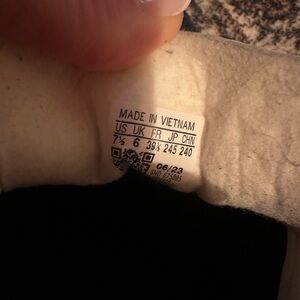 MADE IN VIETNAM
US UK FR JP CHN
7½ 6 39⅓ 245 240
06/23